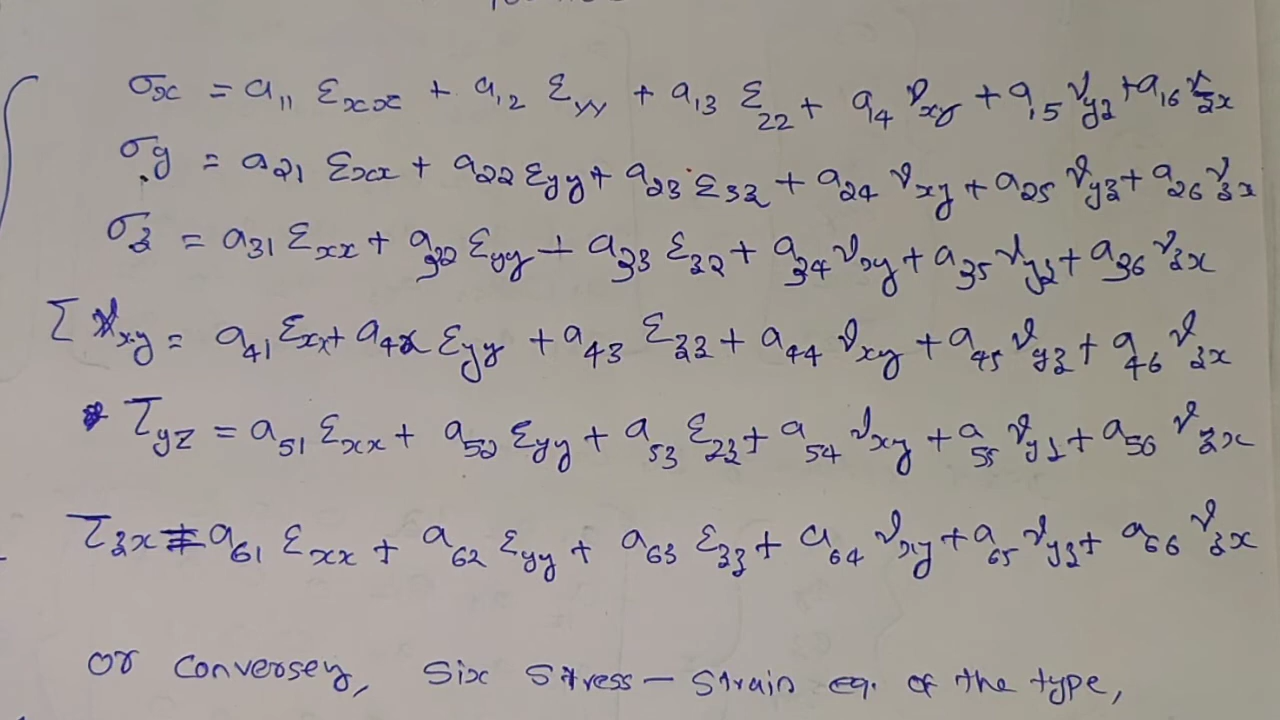 σx = a11 εxx + a12 εyy + a13 εzz + a4 γxy + a15 γyz + a16 γzx
σy = a21 εxx + a22 εyy + a23 εzz + a24 γxy + a25 γyz + a26 γzx
σz = a31 εxx + a32 εyy + a33 εzz + a34 γxy + a35 γyz + a36 γzx
τxy = a41 εxx + a42 εyy + a43 εzz + a44 γxy + a45 γyz + a46 γzx
τyz = a51 εxx + a52 εyy + a53 εzz + a54 γxy + a55 γyz + a56 γzx
τzx = a61 εxx + a62 εyy + a63 εzz + a64 γxy + a65 γyz + a66 γzx
or conversey, six stress - strain eq. of the type,